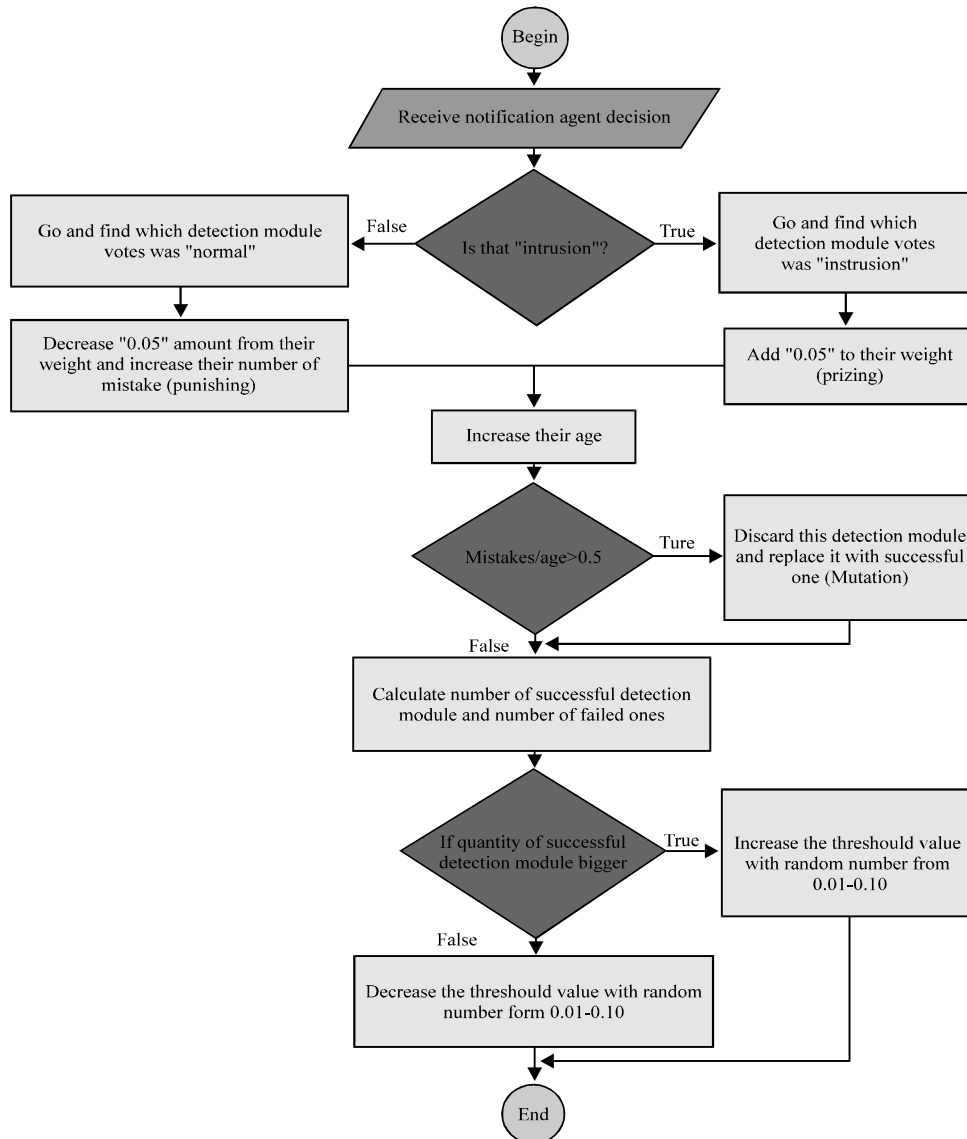 Begin
Receive notification agent decision
Is that "intrusion"?
False
True
Go and find which detection module
votes was "normal"
Go and find which
detection module votes
was "instrusion"
Decrease "0.05" amount from their
weight and increase their number of
mistake (punishing)
Add "0.05" to their weight
(prizing)
Increase their age
Mistakes/age>0.5
Ture
Discard this detection module
and replace it with successful
one (Mutation)
False
Calculate number of successful detection
module and number of failed ones
If quantity of successful
detection module bigger
True
Increase the threshould value
with random number from
0.01-0.10
False
Decrease the threshould value with random
number form 0.01-0.10
End